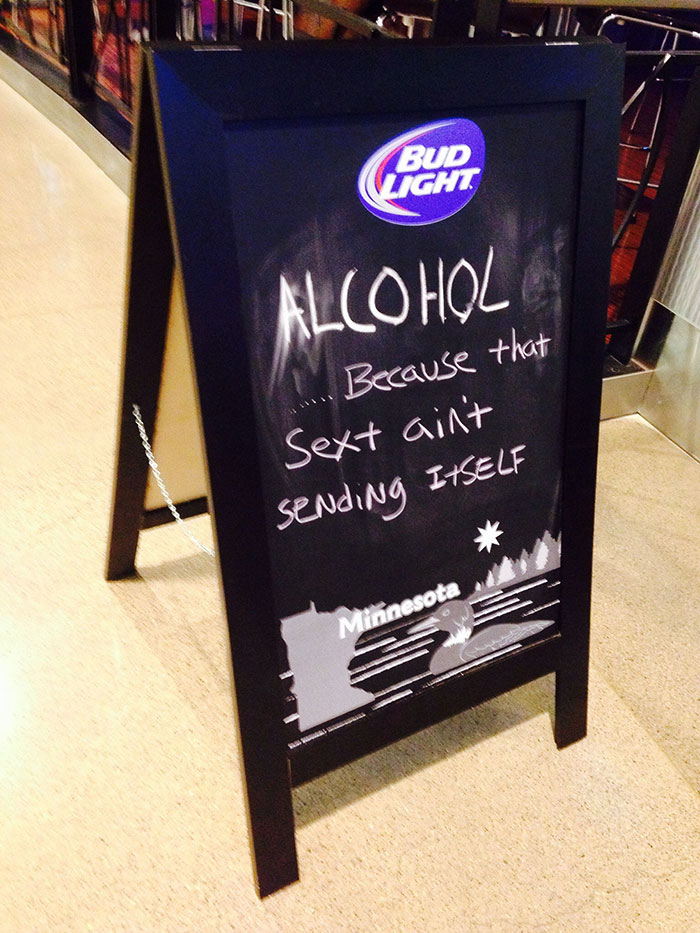 BUD
LIGHT
ALCOHOL
...... Because that
Sext ain't
sending ItSELF
Minnesota